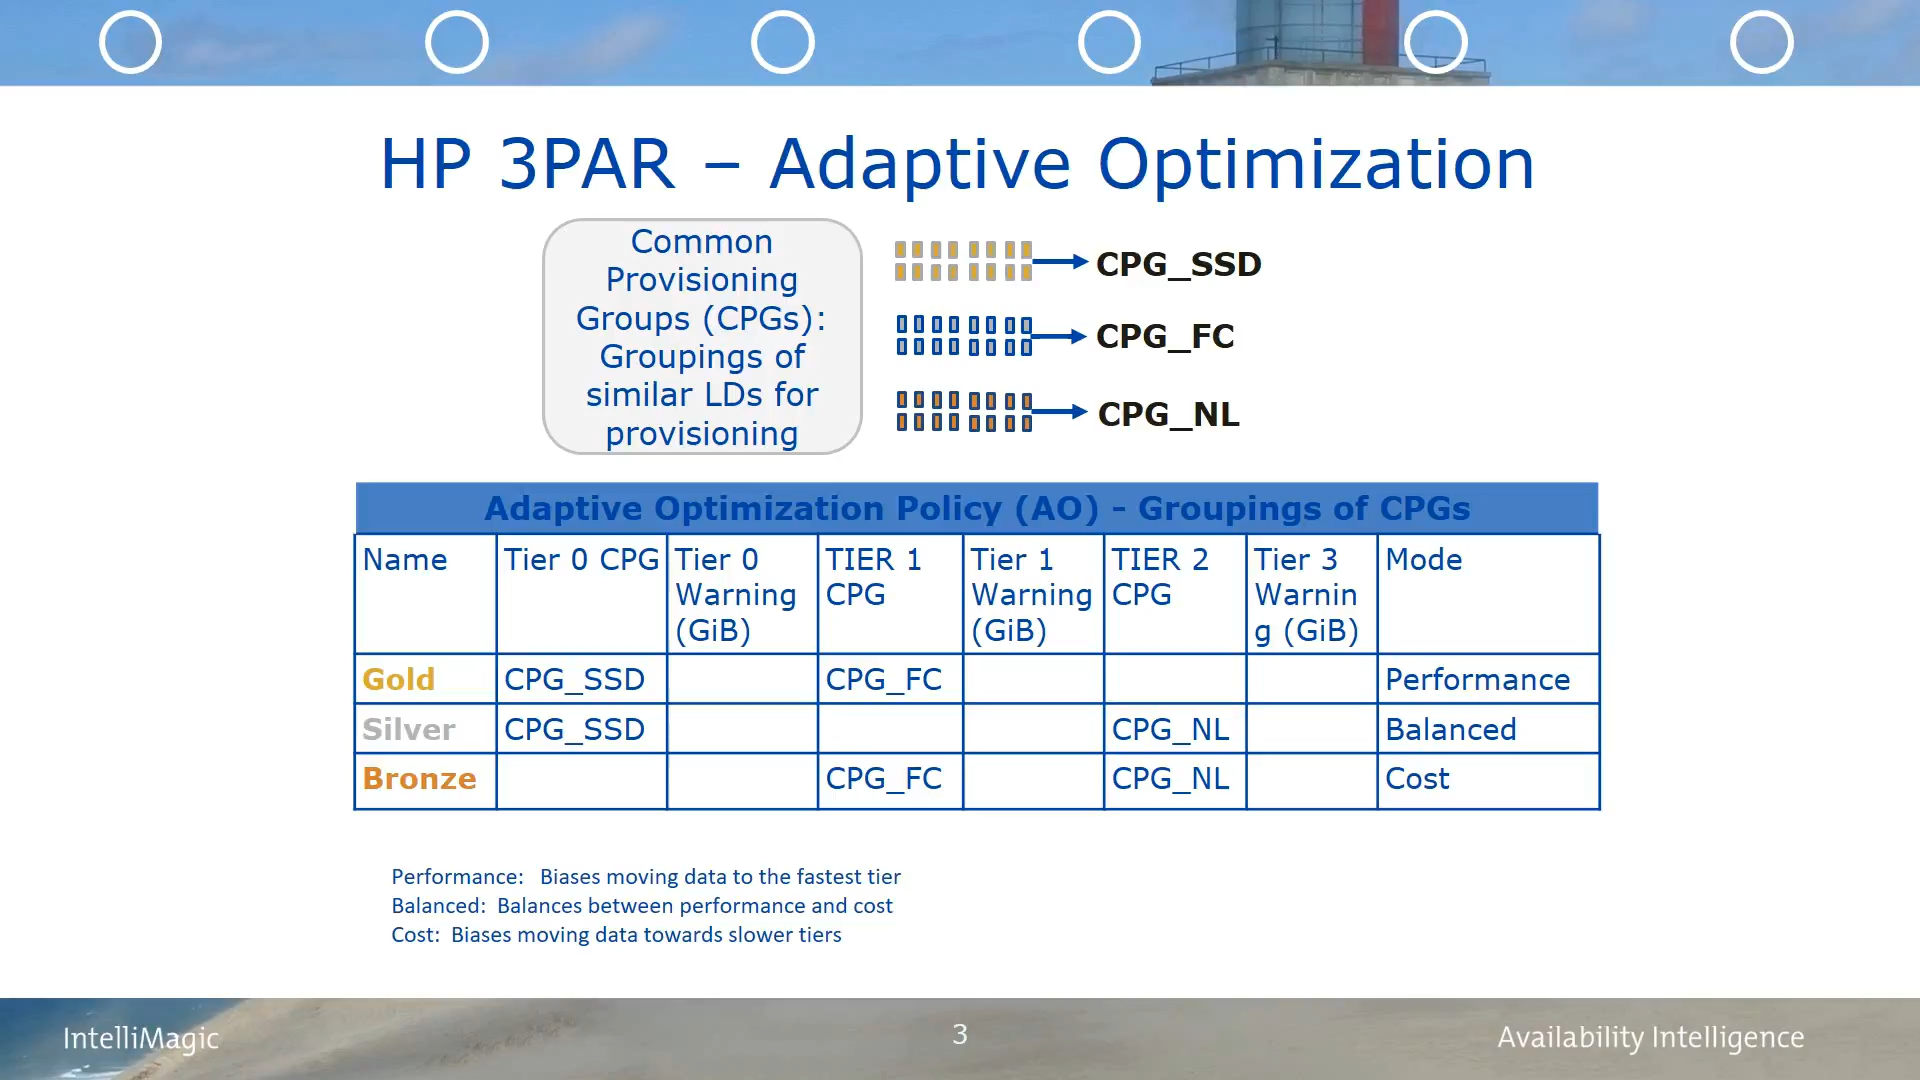 HP 3PAR – Adaptive Optimization
Common
Provisioning
Groups (CPGs):
Groupings of
similar LDs for
provisioning
CPG_SSD
CPG_FC
CPG_NL
Adaptive Optimization Policy (AO) - Groupings of CPGs
Name
Tier 0 CPG
Tier 0
Warning
(GiB)
TIER 1
CPG
Tier 1
Warning
(GiB)
TIER 2
CPG
Tier 3
Warnin
g (GiB)
Mode
Gold CPG_SSD CPG_FC Performance
Silver CPG_SSD CPG_NL Balanced
Bronze CPG_FC CPG_NL Cost
Performance: Biases moving data to the fastest tier
Balanced: Balances between performance and cost
Cost: Biases moving data towards slower tiers
IntelliMagic
3
Availability Intelligence